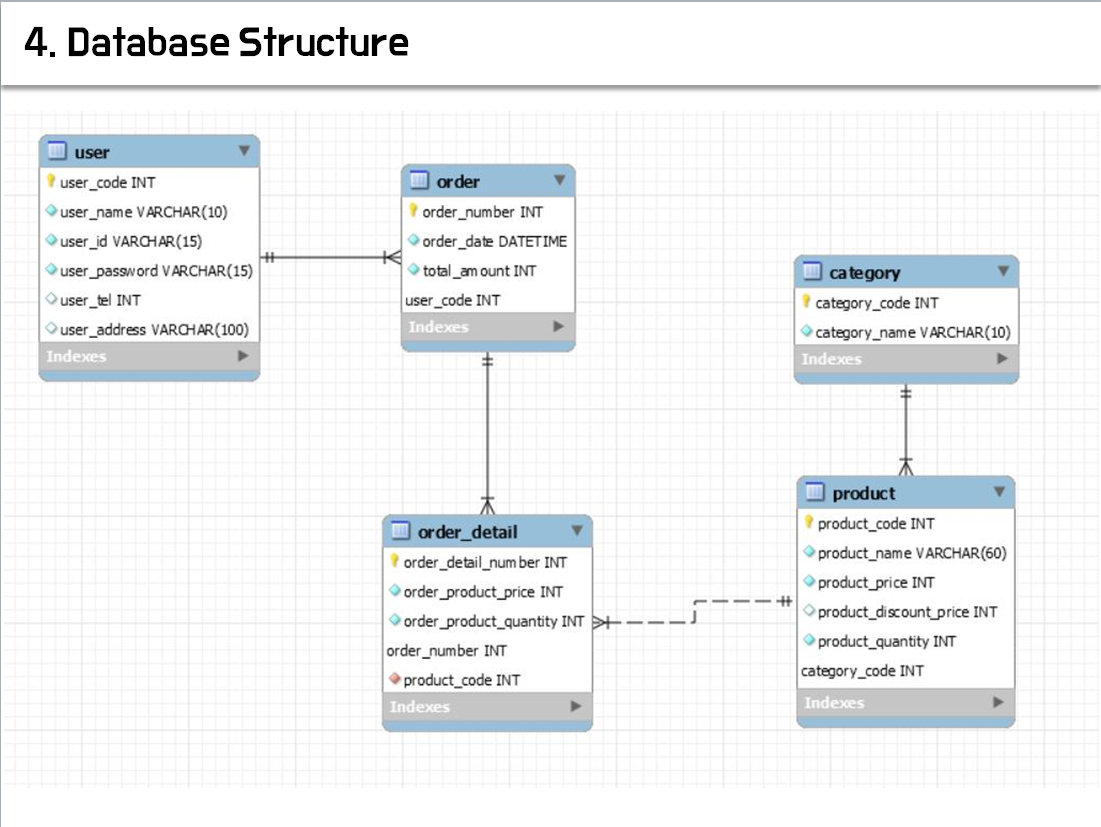 4. Database Structure
user
user_code INT
user_name VARCHAR(10)
user_id VARCHAR(15)
user_password VARCHAR(15)
user_tel INT
user_address VARCHAR(100)
Indexes
order
order_number INT
order_date DATETIME
total_amount INT
user_code INT
Indexes
category
category_code INT
category_name VARCHAR(10)
Indexes
order_detail
order_detail_number INT
order_product_price INT
order_product_quantity INT
order_number INT
product_code INT
Indexes
product
product_code INT
product_name VARCHAR(60)
product_price INT
product_discount_price INT
product_quantity INT
category_code INT
Indexes